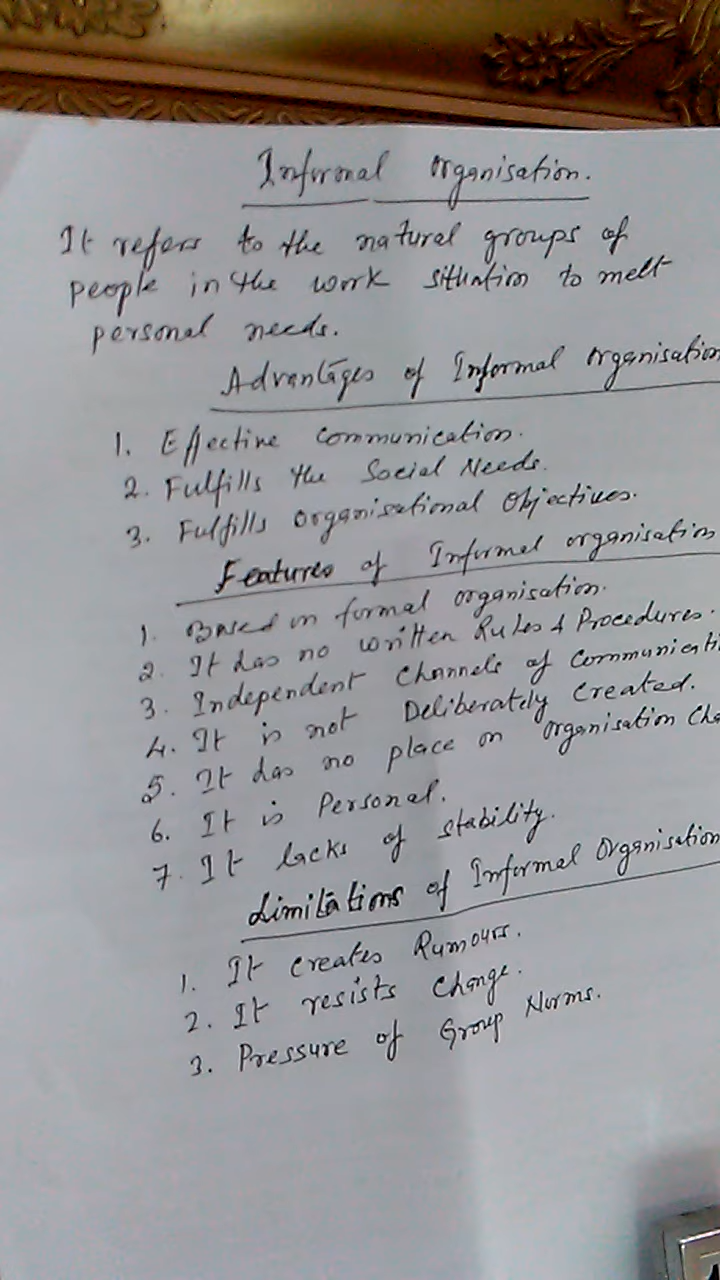 Informal Organisation.
It refers to the natural groups of
people in the work situation to melt
personal needs.
Advantages of Informal Organisation
1. Effective Communication.
2. Fulfills the Social Needs.
3. Fulfills Organisational Objectives.
Features of Informal organisation
1. Based on formal organisation.
2. It has no written Rules & Procedures.
3. Independent Channels of Communicati
4. It is not Deliberately Created.
5. It has no place on Organisation Cha
6. It is Personal.
7. It lacks of Stability.
Limitations of Informal Organisation
1. It Creates Rumours.
2. It resists Change.
3. Pressure of Group Norms.